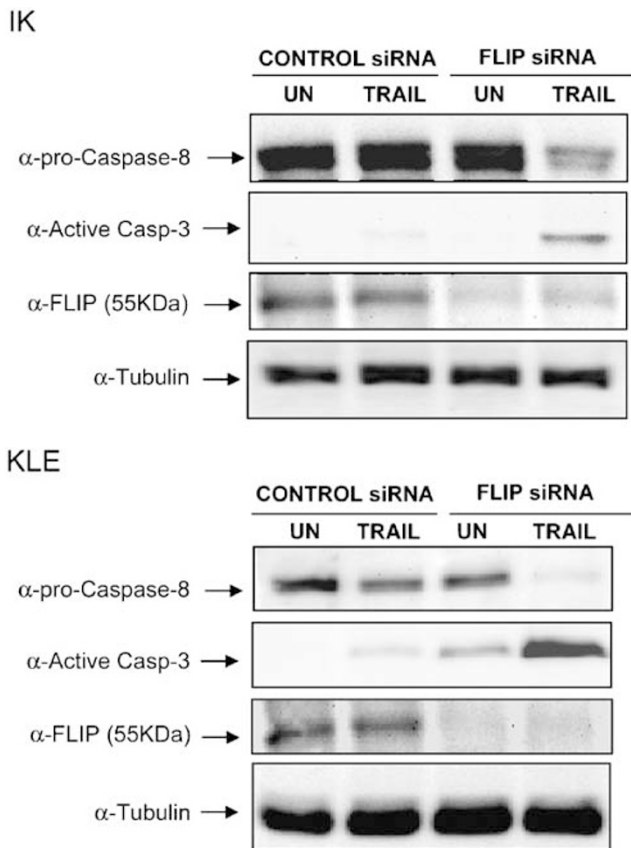 IK
CONTROL siRNA FLIP siRNA
UN TRAIL UN TRAIL
α-pro-Caspase-8
α-Active Casp-3
α-FLIP (55KDa)
α-Tubulin
KLE
CONTROL siRNA FLIP siRNA
UN TRAIL UN TRAIL
α-pro-Caspase-8
α-Active Casp-3
α-FLIP (55KDa)
α-Tubulin